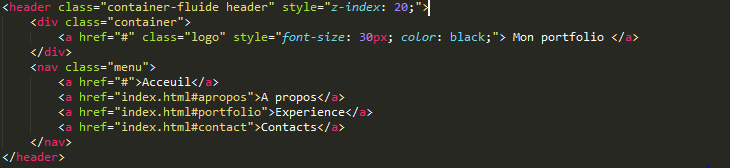 <header class="container-fluide header" style="z-index: 20;">
<div class="container">
<a href="#" class="logo" style="font-size: 30px; color: black;"> Mon portfolio </a>
</div>
<nav class="menu">
<a href="#">Acceuil</a>
<a href="index.html#apropos">A propos</a>
<a href="index.html#portfolio">Experience</a>
<a href="index.html#contact">Contacts</a>
</nav>
</header>